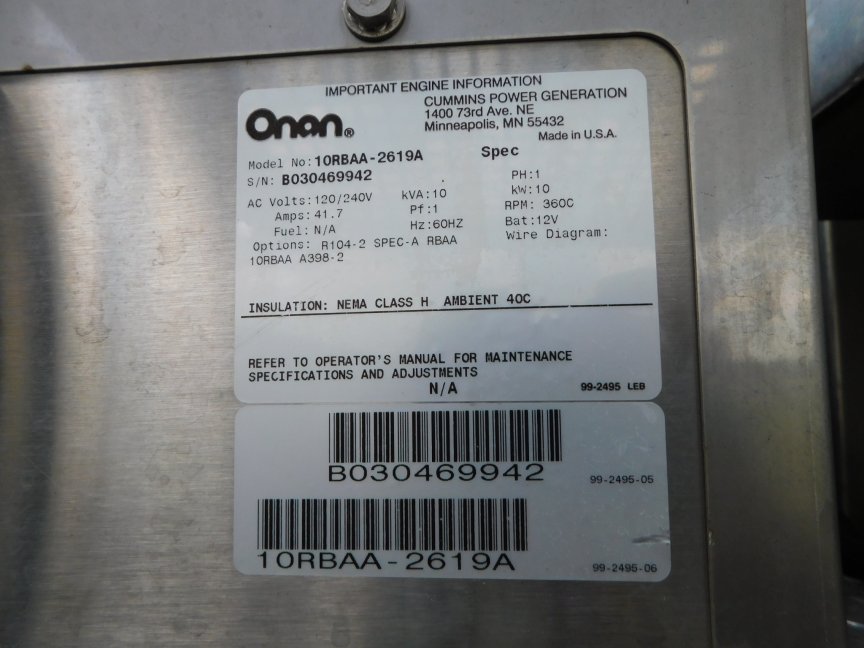 IMPORTANT ENGINE INFORMATION
Onan®
CUMMINS POWER GENERATION
1400 73rd Ave. NE
Minneapolis, MN 55432
Made in U.S.A.
Model No: 10RBAA-2619A Spec
S/N: B030469942
AC Volts: 120/240V kVA: 10 PH: 1
Amps: 41.7 Pf: 1 kW: 10
Fuel: N/A Hz: 60HZ RPM: 3600
Options: R104-2 SPEC-A RBAA Bat: 12V
10RBAA A398-2 Wire Diagram:
INSULATION: NEMA CLASS H AMBIENT 40C
REFER TO OPERATOR'S MANUAL FOR MAINTENANCE
SPECIFICATIONS AND ADJUSTMENTS
N/A 99-2495 LEB
B030469942 99-2495-05
10RBAA-2619A 99-2495-06